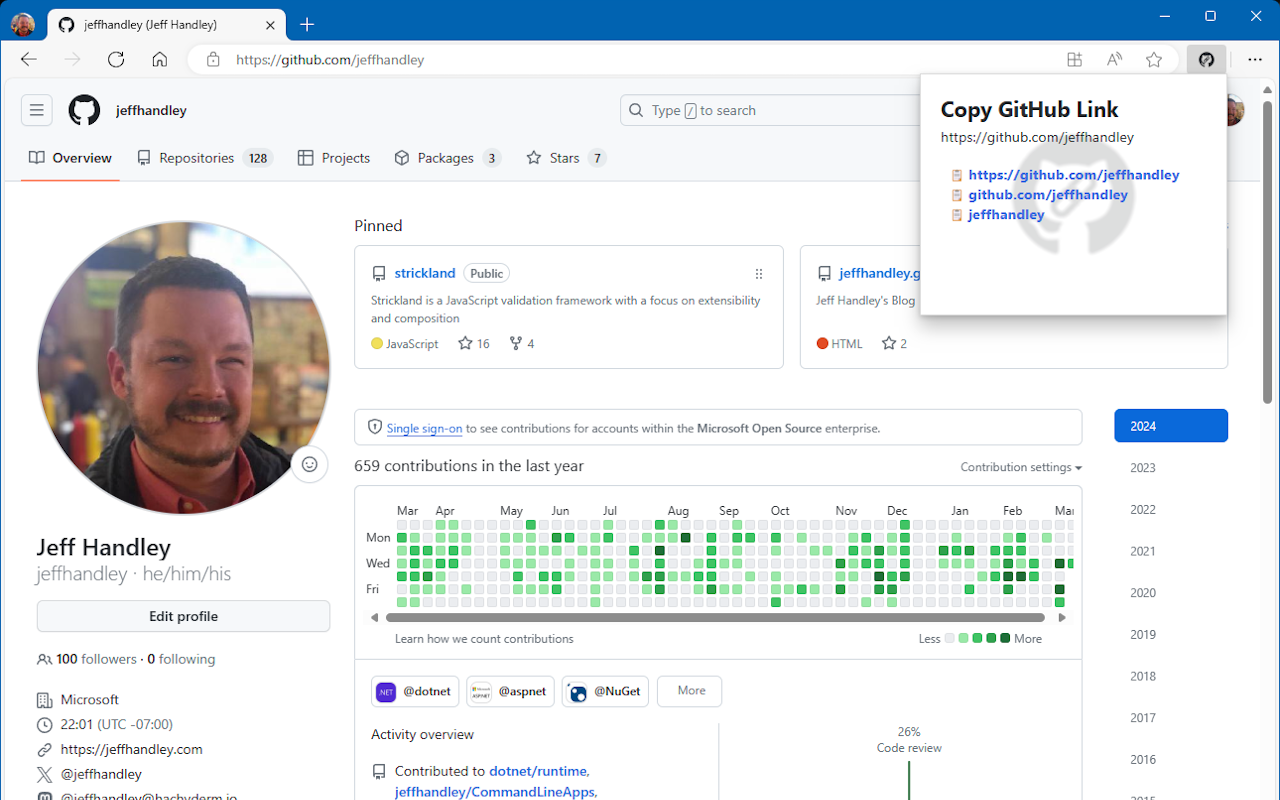 jeffhandley (Jeff Handley)
https://github.com/jeffhandley
jeffhandley
Type / to search
Overview
Repositories 128
Projects
Packages 3
Stars 7
Copy GitHub Link
https://github.com/jeffhandley
https://github.com/jeffhandley
github.com/jeffhandley
jeffhandley
Pinned
strickland Public
Strickland is a JavaScript validation framework with a focus on extensibility
and composition
JavaScript 16 4
jeffhandley.g
Jeff Handley's Blog
HTML 2
Single sign-on to see contributions for accounts within the Microsoft Open Source enterprise.
659 contributions in the last year
Contribution settings
Mar Apr May Jun Jul Aug Sep Oct Nov Dec Jan Feb Mar
Mon
Wed
Fri
Learn how we count contributions
Less More
2024
2023
2022
2021
2020
2019
2018
2017
2016
2015
Jeff Handley
jeffhandley · he/him/his
Edit profile
100 followers · 0 following
Microsoft
22:01 (UTC -07:00)
https://jeffhandley.com
@jeffhandley
@jeffhandley@hachyderm.io
.NET @dotnet
@aspnet
@NuGet
More
Activity overview
Contributed to dotnet/runtime,
jeffhandley/CommandLineApps,
26%
Code review